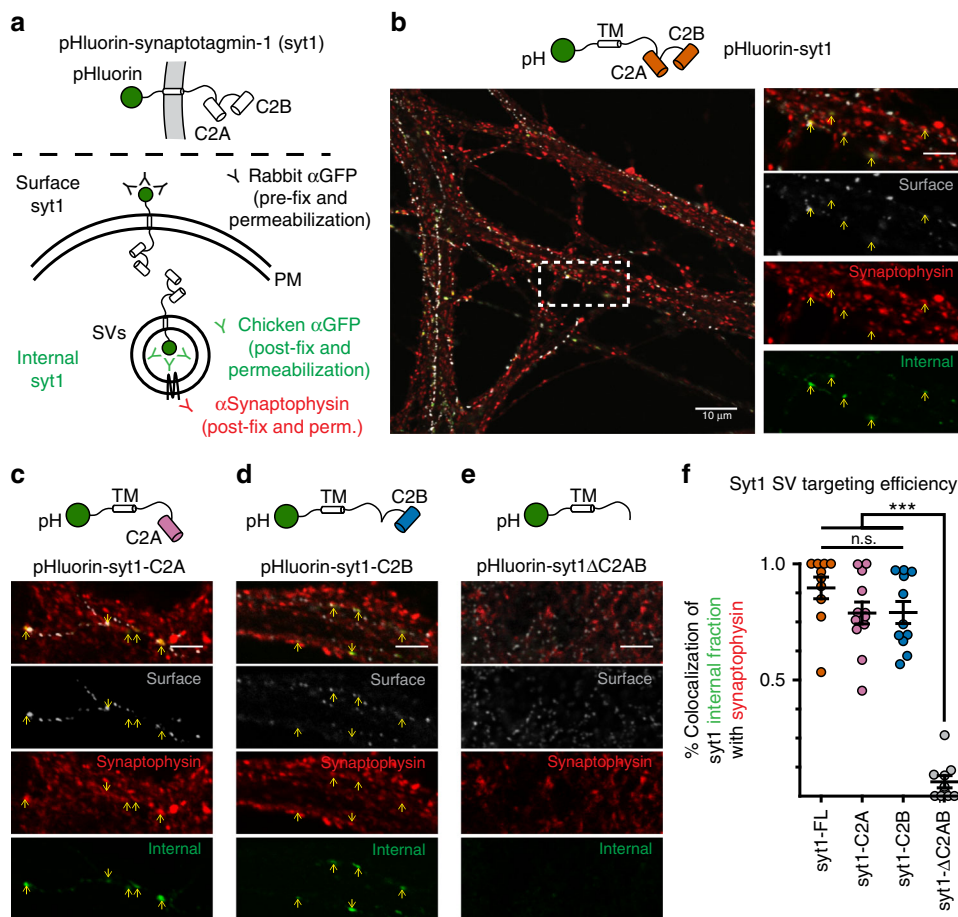 a
pHluorin-synaptotagmin-1 (syt1)
pHluorin
C2B
C2A
Surface
syt1
Rabbit αGFP
(pre-fix and
permeabilization)
PM
SVs
Internal
syt1
Chicken αGFP
(post-fix and
permeabilization)
αSynaptophysin
(post-fix and perm.)
b
TM
C2B
pH
C2A
pHluorin-syt1
10 μm
Surface
Synaptophysin
Internal
c
TM
pH
C2A
pHluorin-syt1-C2A
Surface
Synaptophysin
Internal
d
TM
C2B
pH
pHluorin-syt1-C2B
Surface
Synaptophysin
Internal
e
TM
pH
pHluorin-syt1ΔC2AB
Surface
Synaptophysin
Internal
f
Syt1 SV targeting efficiency
***
n.s.
1.0
0.5
% Colocalization of
syt1 internal fraction
with synaptophysin
syt1-FL
syt1-C2A
syt1-C2B
syt1-ΔC2AB